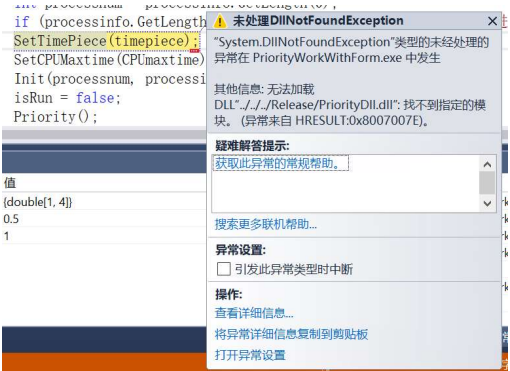 if (processinfo.GetLength
SetTimePiece(timepiece);
SetCPUMaxtime(CPUmaxtime)
Init(processnum, processi
isRun = false;
Priority();
值
{double[1, 4]}
0.5
1
未处理DllNotFoundException
“System.DllNotFoundException”类型的未经处理的
异常在 PriorityWorkWithForm.exe 中发生
其他信息: 无法加载
DLL“../../../Release/PriorityDll.dll”: 找不到指定的模
块。 (异常来自 HRESULT:0x8007007E)。
疑难解答提示:
获取此异常的常规帮助。
搜索更多联机帮助...
异常设置:
引发此异常类型时中断
操作:
查看详细信息...
将异常详细信息复制到剪贴板
打开异常设置